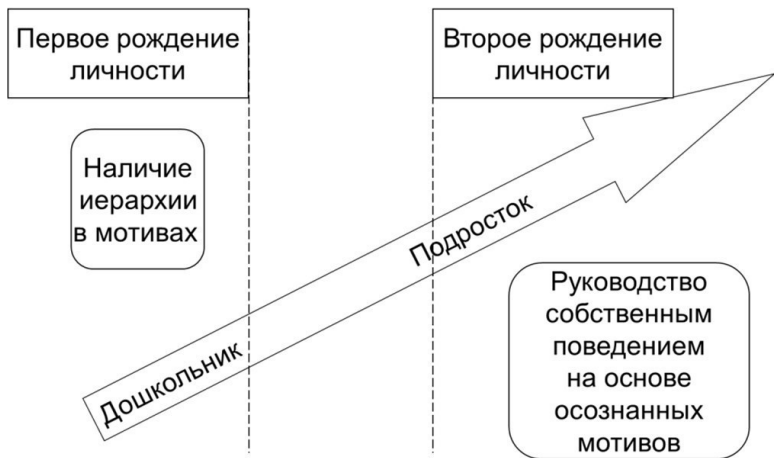 Первое рождение
личности
Второе рождение
личности
Наличие
иерархии
в мотивах
Подросток
Дошкольник
Руководство
собственным
поведением
на основе
осознанных
мотивов